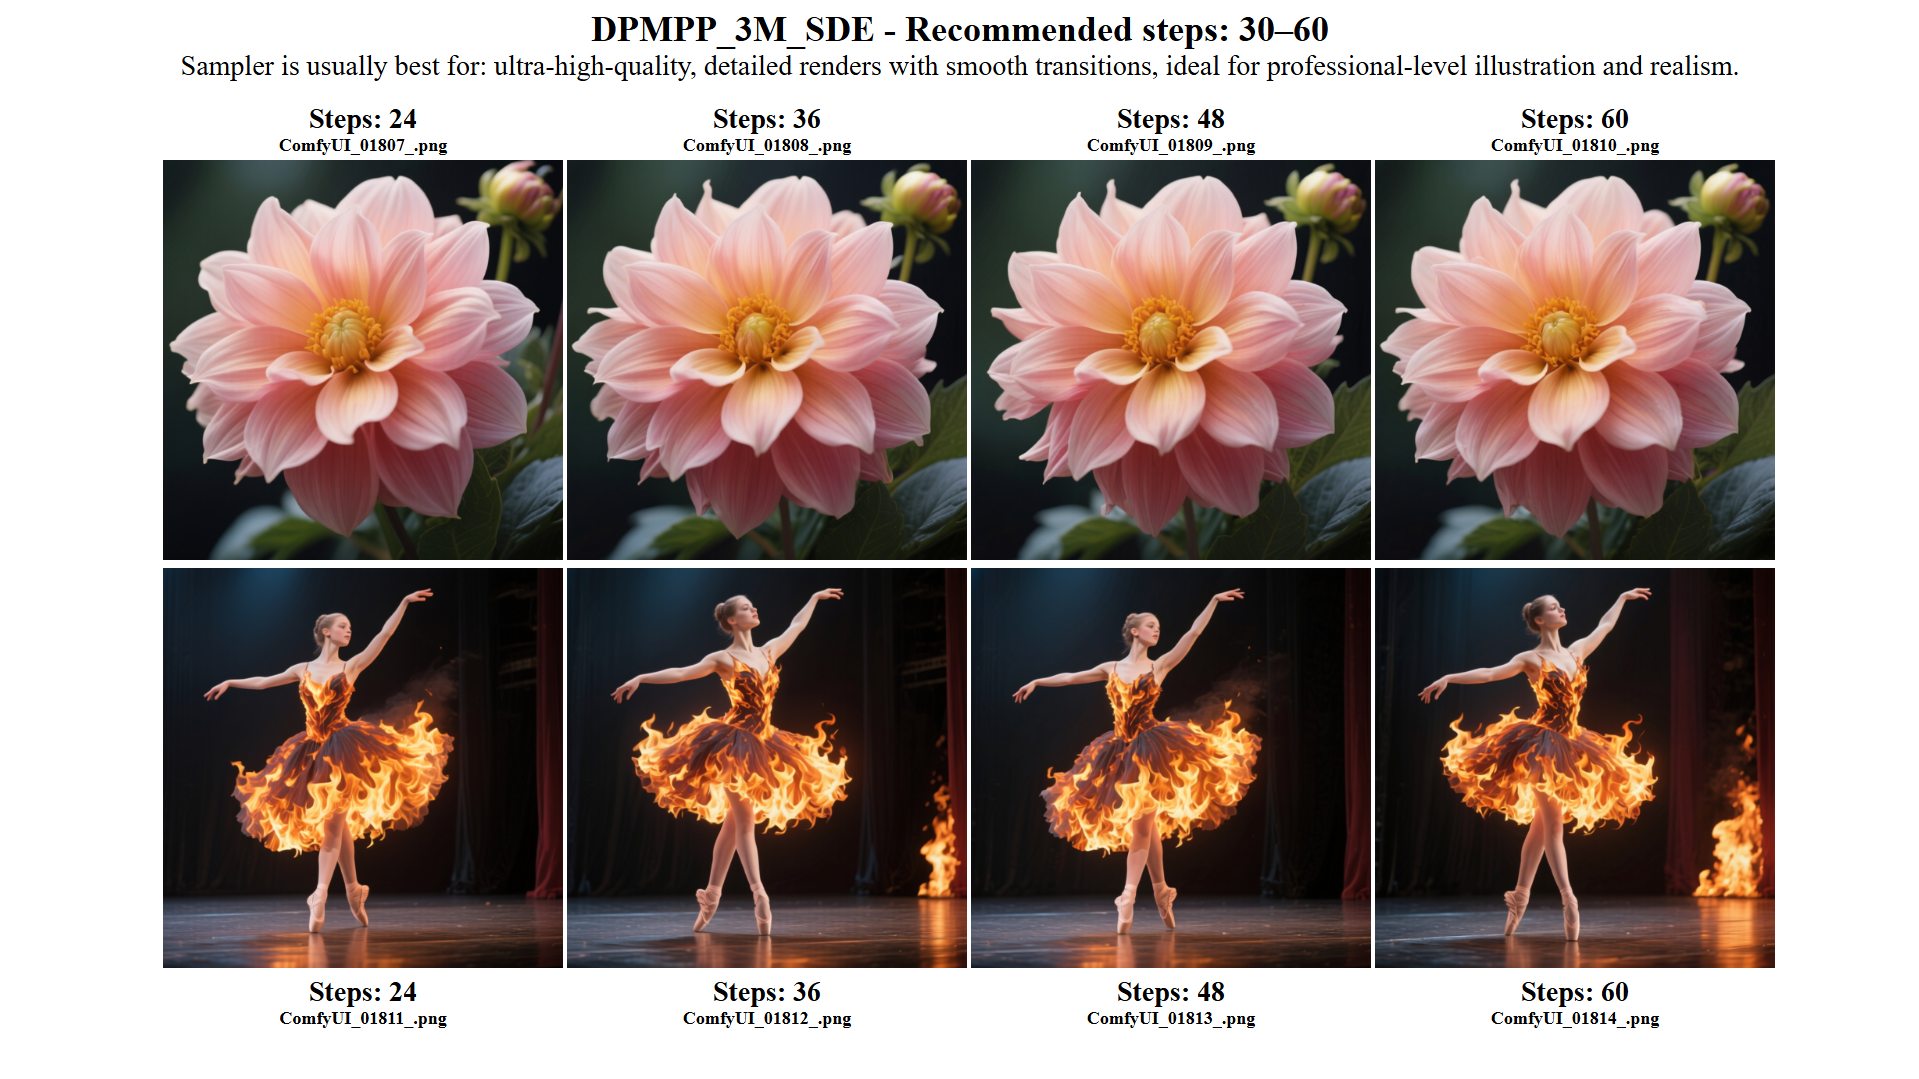 DPMPP_3M_SDE - Recommended steps: 30–60
Sampler is usually best for: ultra-high-quality, detailed renders with smooth transitions, ideal for professional-level illustration and realism.
Steps: 24
ComfyUI_01807_.png
Steps: 36
ComfyUI_01808_.png
Steps: 48
ComfyUI_01809_.png
Steps: 60
ComfyUI_01810_.png
Steps: 24
ComfyUI_01811_.png
Steps: 36
ComfyUI_01812_.png
Steps: 48
ComfyUI_01813_.png
Steps: 60
ComfyUI_01814_.png